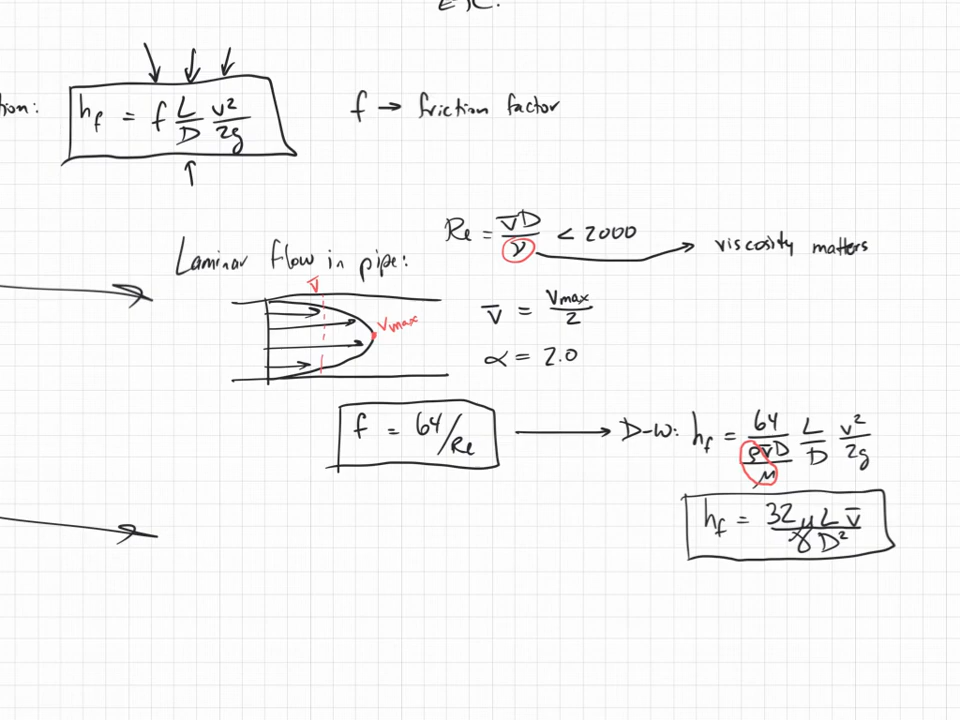 ETC.
tion: h_f = f L/D v²/2g f → friction factor
Re = v̄D/ν < 2000 → viscosity matters
Laminar flow in pipe:
v̄
Vmax
v̄ = Vmax/2
α = 2.0
f = 64/Re → D-W: h_f = 64/(ρv̄D/μ) L/D v²/2g
h_f = 32μLv̄/γD²